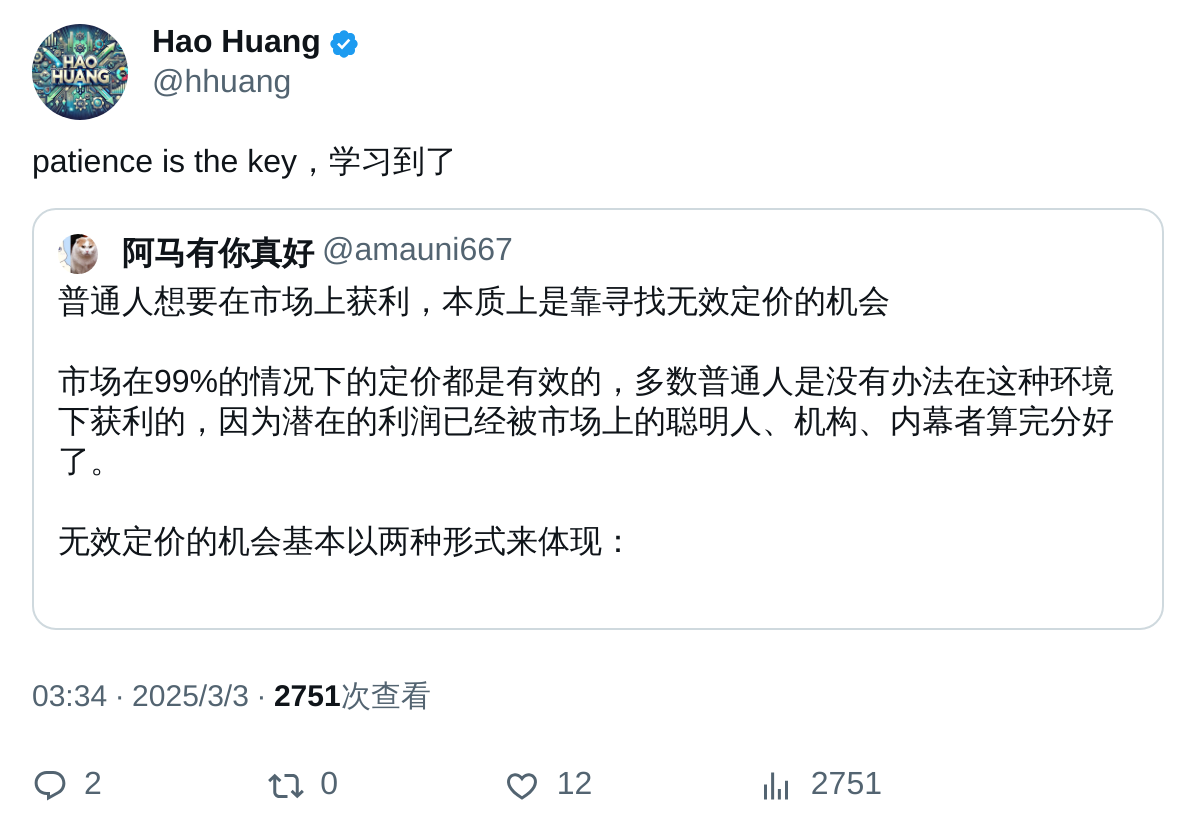 HAO
HUANG
Hao Huang
@hhuang
patience is the key，学习到了
阿马有你真好 @amauni667
普通人想要在市场上获利，本质上是靠寻找无效定价的机会
市场在99%的情况下的定价都是有效的，多数普通人是没有办法在这种环境
下获利的，因为潜在的利润已经被市场上的聪明人、机构、内幕者算完分好
了。
无效定价的机会基本以两种形式来体现：
03:34 · 2025/3/3 · 2751次查看
2 0 12 2751